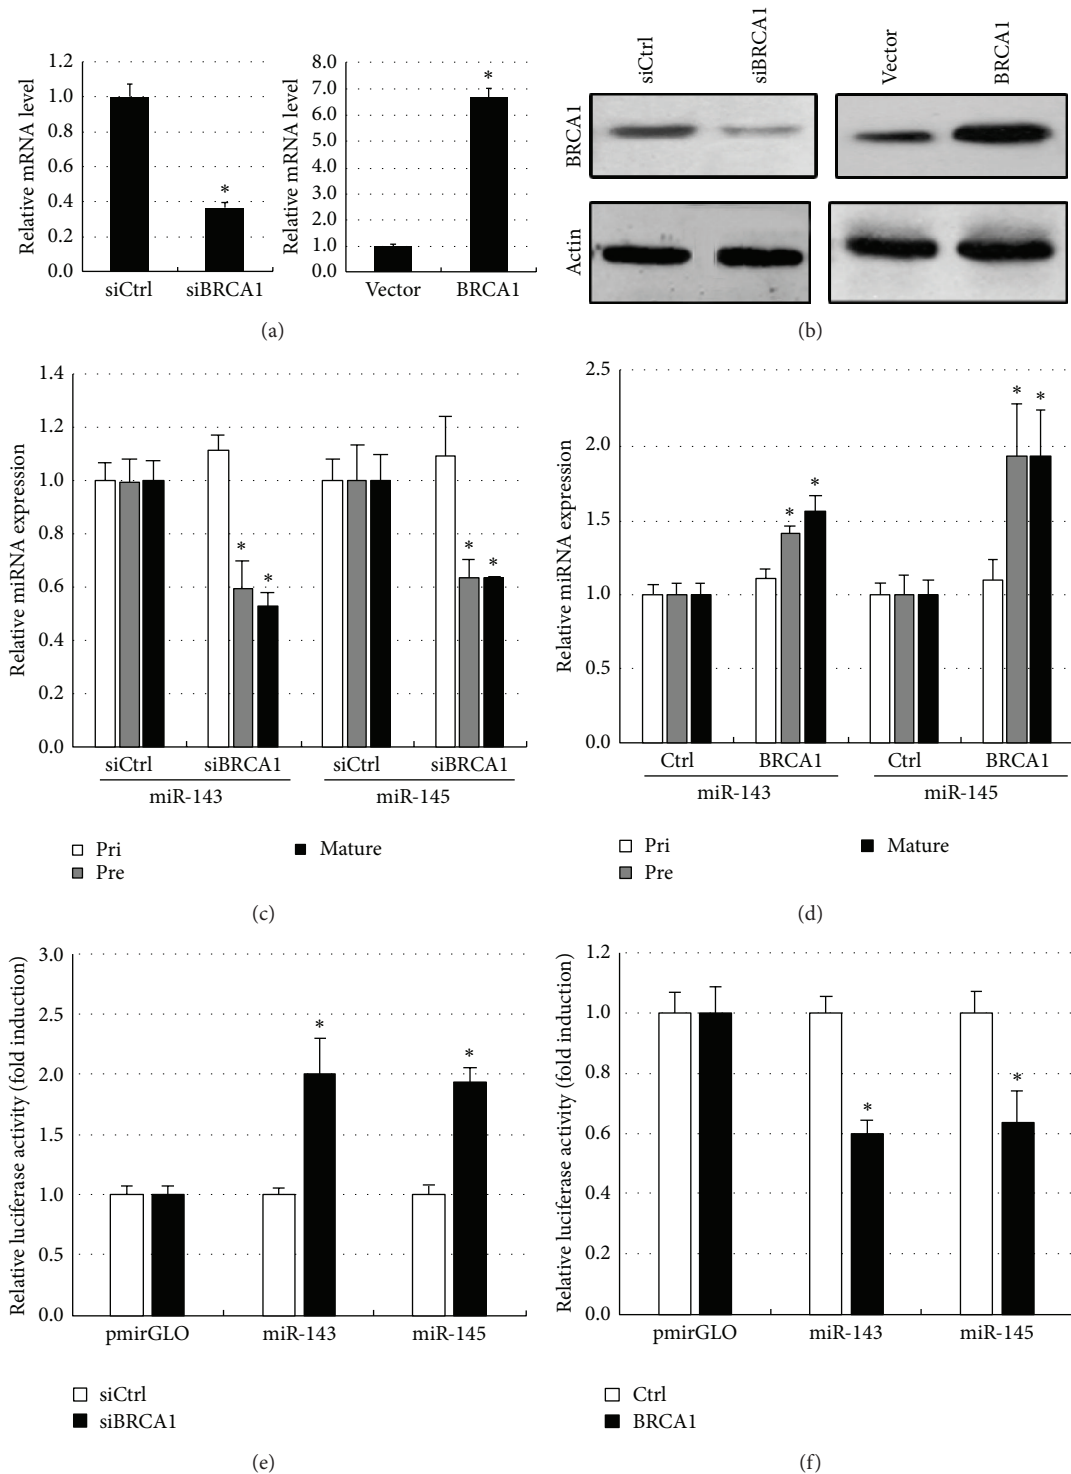 Relative mRNA level
1.2
1.0
0.8
0.6
0.4
0.2
0.0
*
siCtrl
siBRCA1
Relative mRNA level
8.0
7.0
6.0
5.0
4.0
3.0
2.0
1.0
0.0
*
Vector
BRCA1
(a)
siCtrl
siBRCA1
Vector
BRCA1
BRCA1
Actin
(b)
Relative miRNA expression
1.4
1.2
1.0
0.8
0.6
0.4
0.2
0.0
* * * *
siCtrl siBRCA1 siCtrl siBRCA1
miR-143 miR-145
Pri
Pre
Mature
(c)
Relative miRNA expression
2.5
2.0
1.5
1.0
0.5
0.0
* * * *
Ctrl BRCA1 Ctrl BRCA1
miR-143 miR-145
Pri
Pre
Mature
(d)
Relative luciferase activity (fold induction)
3.0
2.5
2.0
1.5
1.0
0.5
0.0
* *
pmirGLO miR-143 miR-145
siCtrl
siBRCA1
(e)
Relative luciferase activity (fold induction)
1.2
1.0
0.8
0.6
0.4
0.2
0.0
* *
pmirGLO miR-143 miR-145
Ctrl
BRCA1
(f)